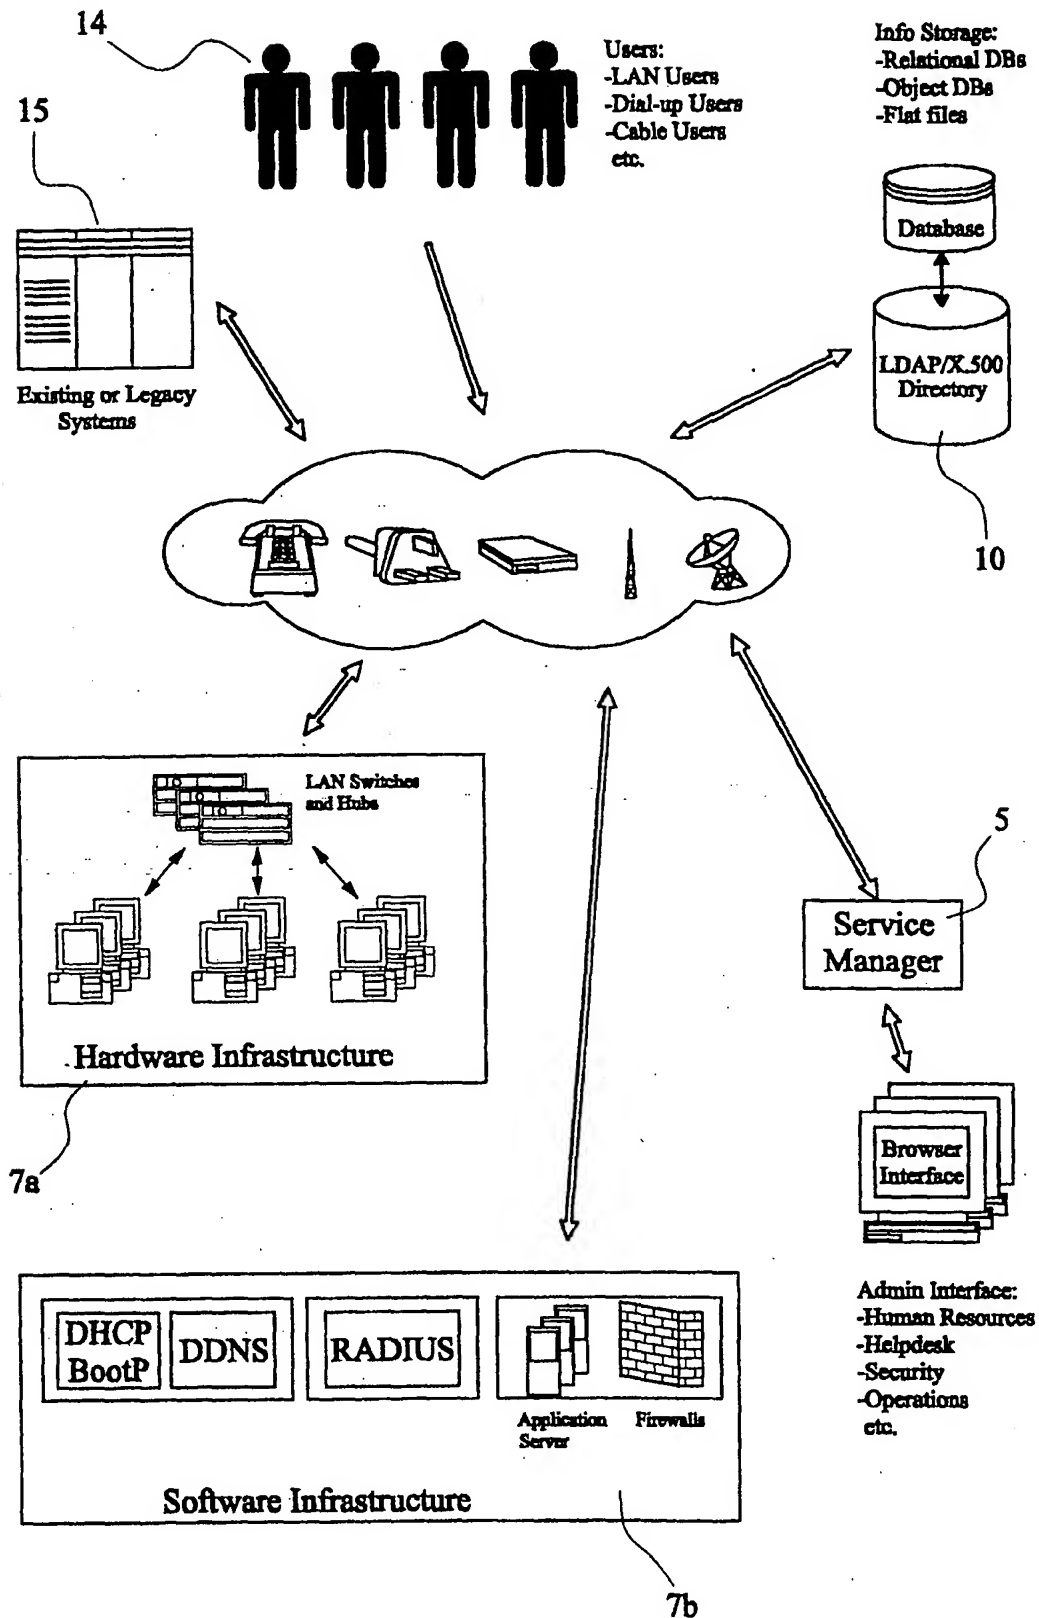 14
Users:
-LAN Users
-Dial-up Users
-Cable Users
etc.
Info Storage:
-Relational DBs
-Object DBs
-Flat files
15
Database
LDAP/X.500
Directory
Existing or Legacy
Systems
10
LAN Switches
and Hubs
5
Service
Manager
Hardware Infrastructure
7a
Browser
Interface
Admin Interface:
-Human Resources
-Helpdesk
-Security
-Operations
etc.
DHCP
BootP
DDNS
RADIUS
Application
Server
Firewalls
Software Infrastructure
7b